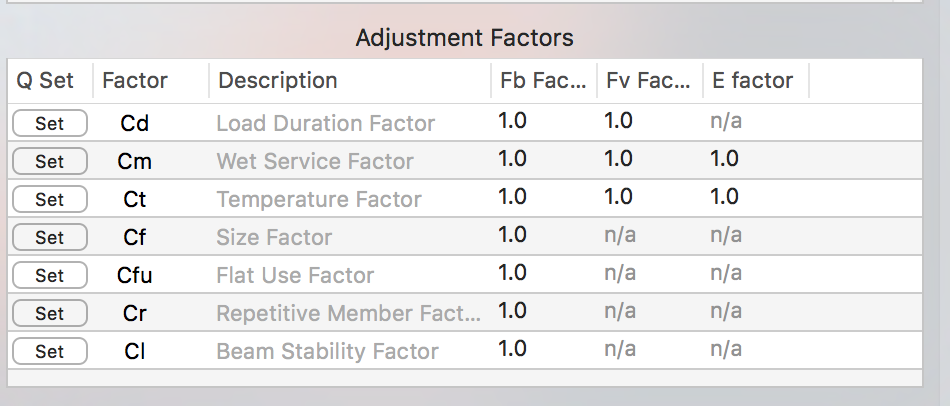 Adjustment Factors
Q Set Factor Description Fb Fac... Fv Fac... E factor
Set Cd Load Duration Factor 1.0 1.0 n/a
Set Cm Wet Service Factor 1.0 1.0 1.0
Set Ct Temperature Factor 1.0 1.0 1.0
Set Cf Size Factor 1.0 n/a n/a
Set Cfu Flat Use Factor 1.0 n/a n/a
Set Cr Repetitive Member Fact... 1.0 n/a n/a
Set Cl Beam Stability Factor 1.0 n/a n/a